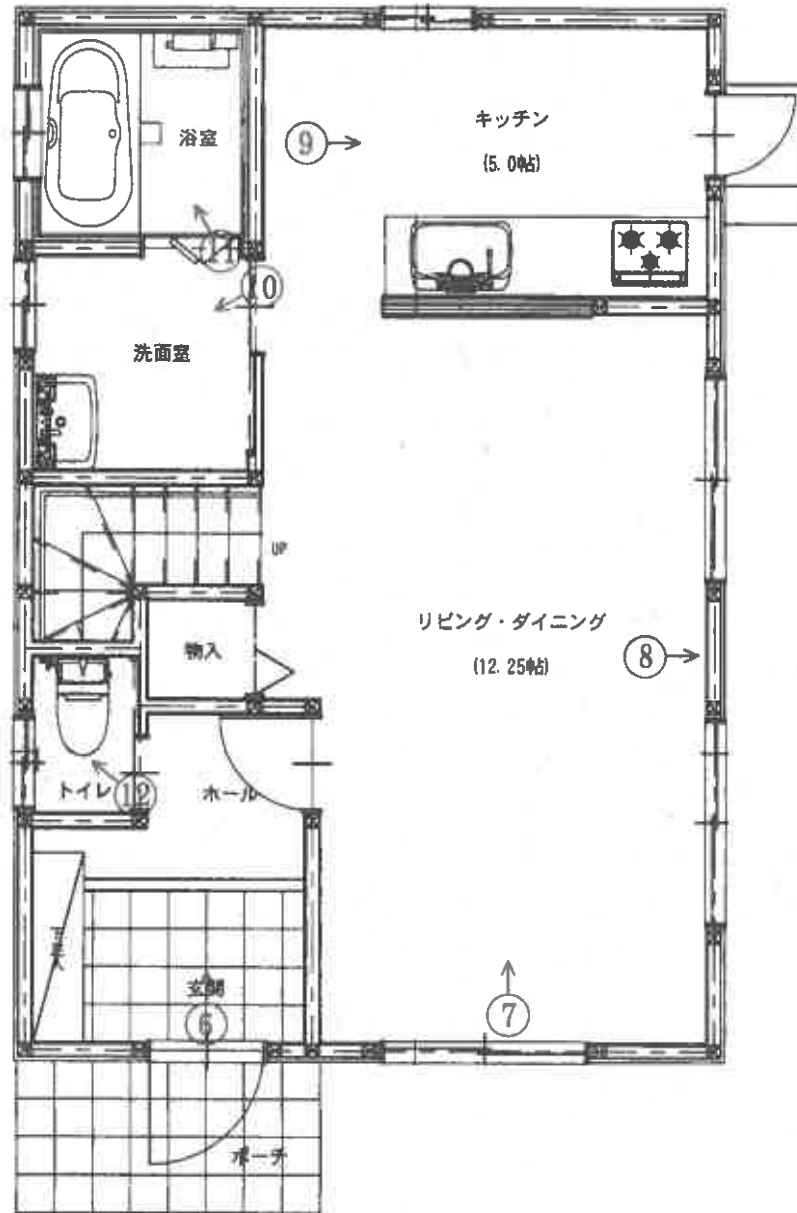 浴室
キッチン
(5.0帖)
⑨
⑪
⑩
洗面室
UP
物入
リビング・ダイニング
(12.25帖)
⑧
トイレ
⑫
ホール
玄関
⑥
⑦
ポーチ